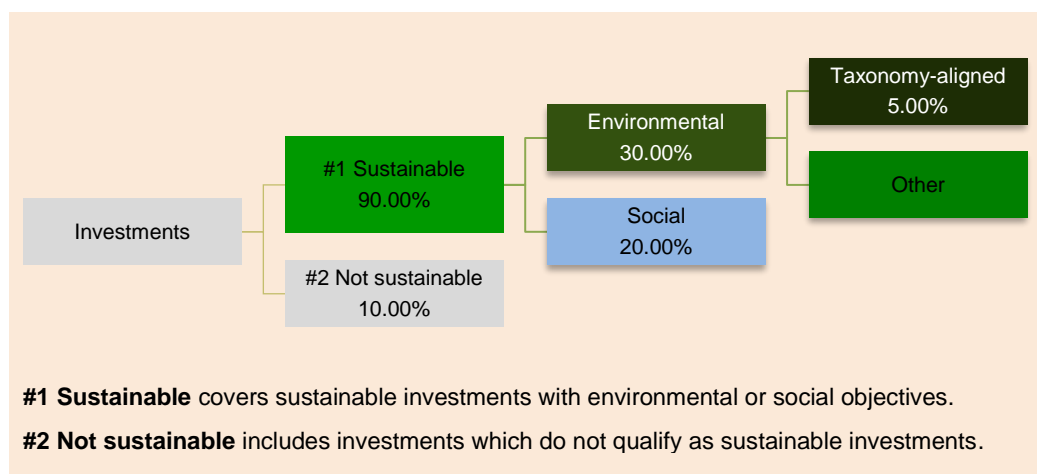 Taxonomy-aligned
5.00%
Environmental
30.00%
#1 Sustainable
90.00%
Other
Investments
Social
20.00%
#2 Not sustainable
10.00%
#1 Sustainable covers sustainable investments with environmental or social objectives.
#2 Not sustainable includes investments which do not qualify as sustainable investments.